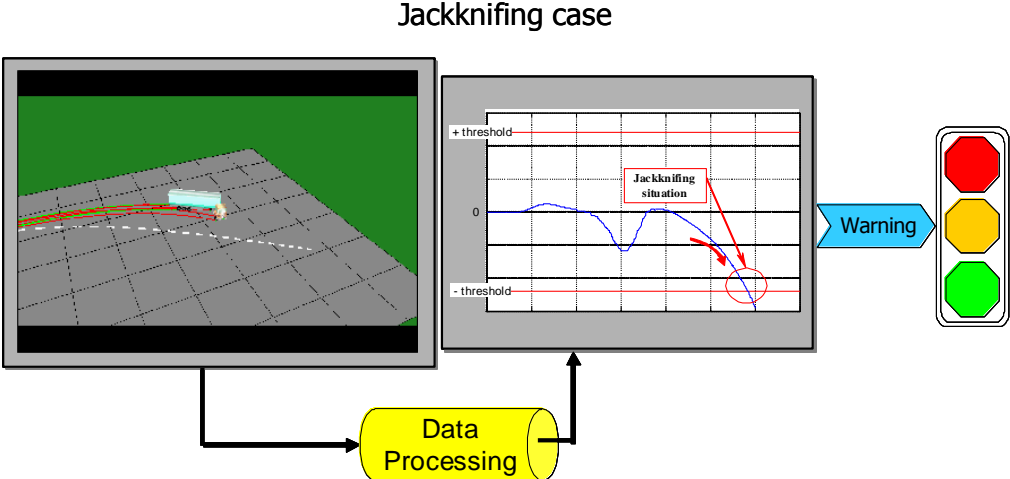 Jackknifing case
+ threshold
Jackknifing
situation
0
- threshold
Warning
Data
Processing